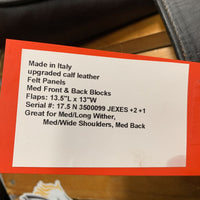 Made in Italy
upgraded calf leather
Felt Panels
Med Front & Back Blocks
Flaps: 13.5"L x 13"W
Serial #: 17.5 N 3500099 JEXES +2 +1
Great for Med/Long Wither,
Med/Wide Shoulders, Med Back